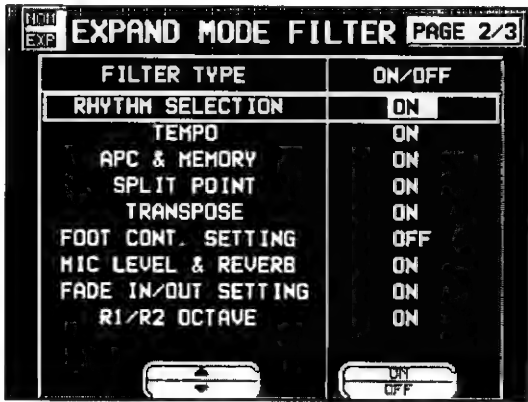 NOM
EXP
EXPAND MODE FILTER PAGE 2/3
FILTER TYPE ON/OFF
RHYTHM SELECTION ON
TEMPO ON
APC & MEMORY ON
SPLIT POINT ON
TRANSPOSE ON
FOOT CONT. SETTING OFF
MIC LEVEL & REVERB ON
FADE IN/OUT SETTING ON
R1/R2 OCTAVE ON
ON
OFF